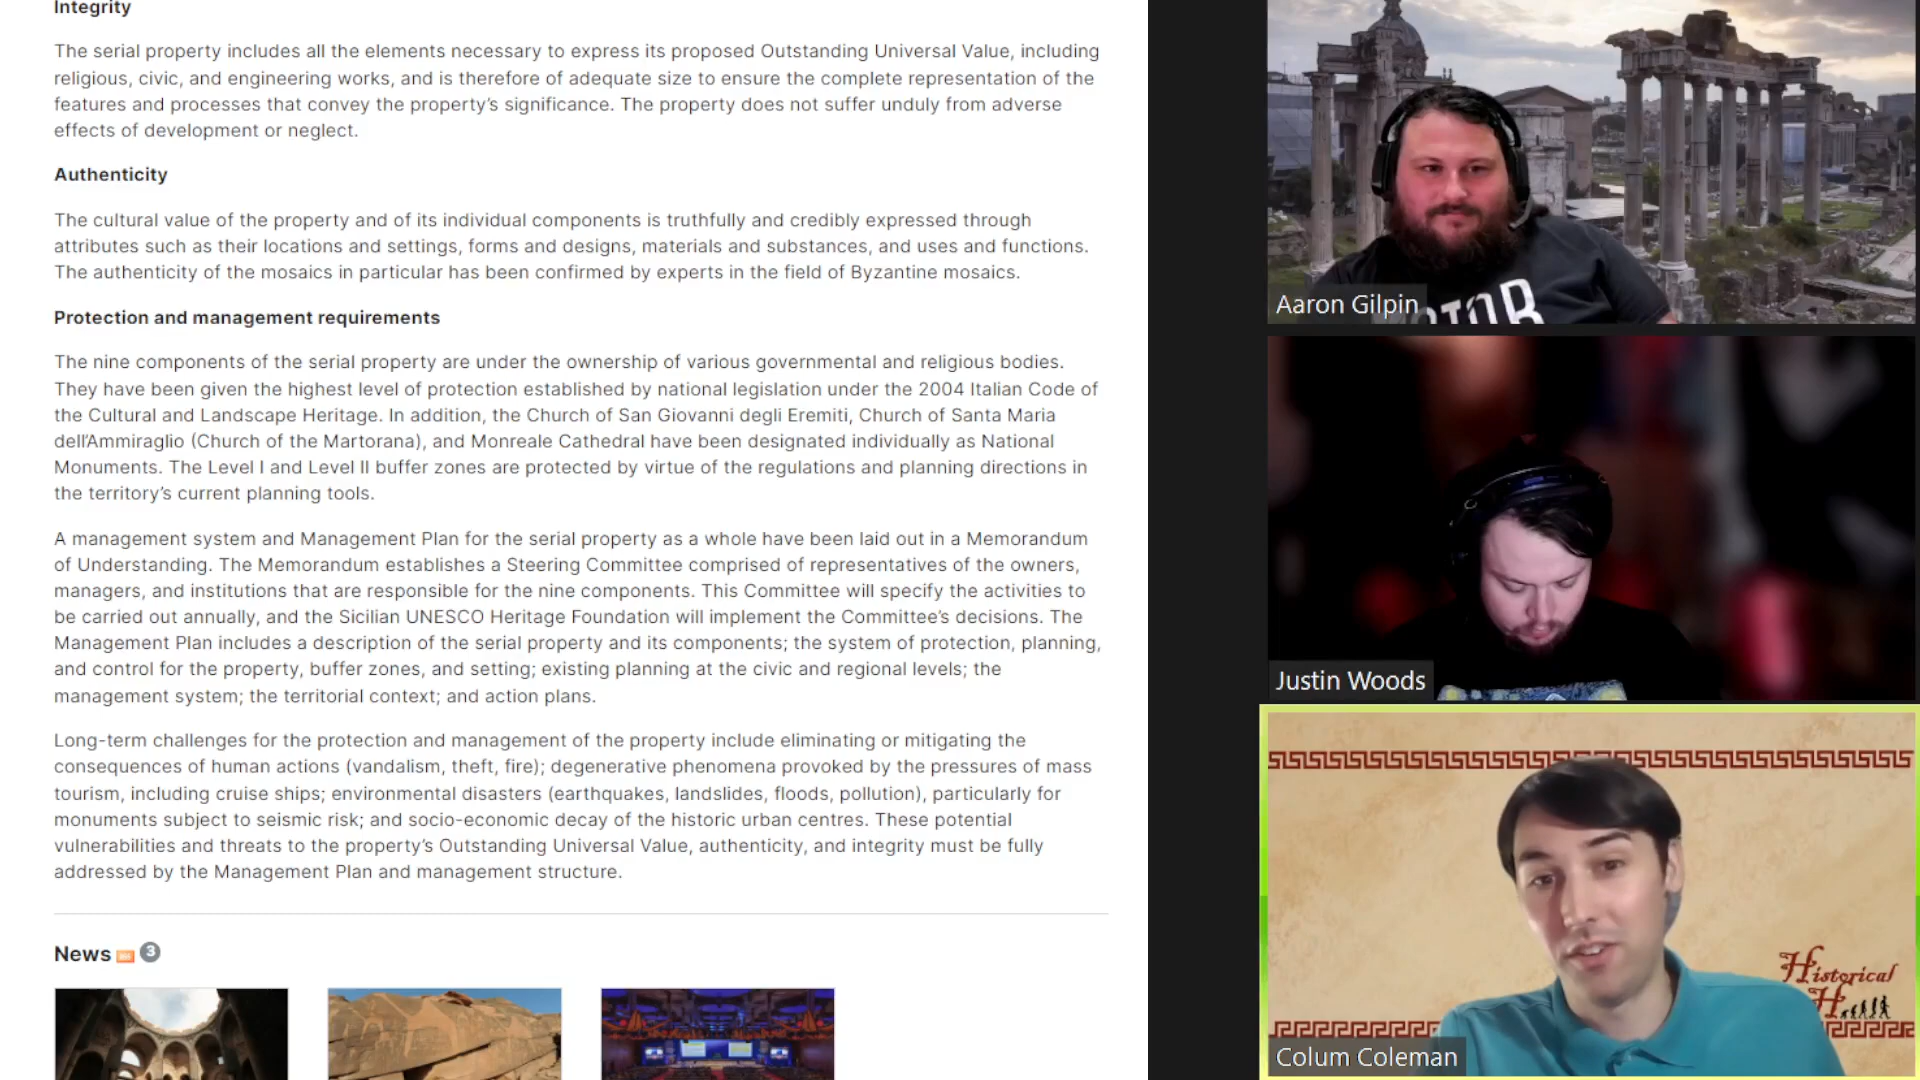 Integrity
The serial property includes all the elements necessary to express its proposed Outstanding Universal Value, including
religious, civic, and engineering works, and is therefore of adequate size to ensure the complete representation of the
features and processes that convey the property’s significance. The property does not suffer unduly from adverse
effects of development or neglect.
Authenticity
The cultural value of the property and of its individual components is truthfully and credibly expressed through
attributes such as their locations and settings, forms and designs, materials and substances, and uses and functions.
The authenticity of the mosaics in particular has been confirmed by experts in the field of Byzantine mosaics.
Protection and management requirements
The nine components of the serial property are under the ownership of various governmental and religious bodies.
They have been given the highest level of protection established by national legislation under the 2004 Italian Code of
the Cultural and Landscape Heritage. In addition, the Church of San Giovanni degli Eremiti, Church of Santa Maria
dell’Ammiraglio (Church of the Martorana), and Monreale Cathedral have been designated individually as National
Monuments. The Level I and Level II buffer zones are protected by virtue of the regulations and planning directions in
the territory’s current planning tools.
A management system and Management Plan for the serial property as a whole have been laid out in a Memorandum
of Understanding. The Memorandum establishes a Steering Committee comprised of representatives of the owners,
managers, and institutions that are responsible for the nine components. This Committee will specify the activities to
be carried out annually, and the Sicilian UNESCO Heritage Foundation will implement the Committee’s decisions. The
Management Plan includes a description of the serial property and its components; the system of protection, planning,
and control for the property, buffer zones, and setting; existing planning at the civic and regional levels; the
management system; the territorial context; and action plans.
Long-term challenges for the protection and management of the property include eliminating or mitigating the
consequences of human actions (vandalism, theft, fire); degenerative phenomena provoked by the pressures of mass
tourism, including cruise ships; environmental disasters (earthquakes, landslides, floods, pollution), particularly for
monuments subject to seismic risk; and socio-economic decay of the historic urban centres. These potential
vulnerabilities and threats to the property’s Outstanding Universal Value, authenticity, and integrity must be fully
addressed by the Management Plan and management structure.
News 3
Aaron Gilpin
Justin Woods
Historical
H
Colum Coleman